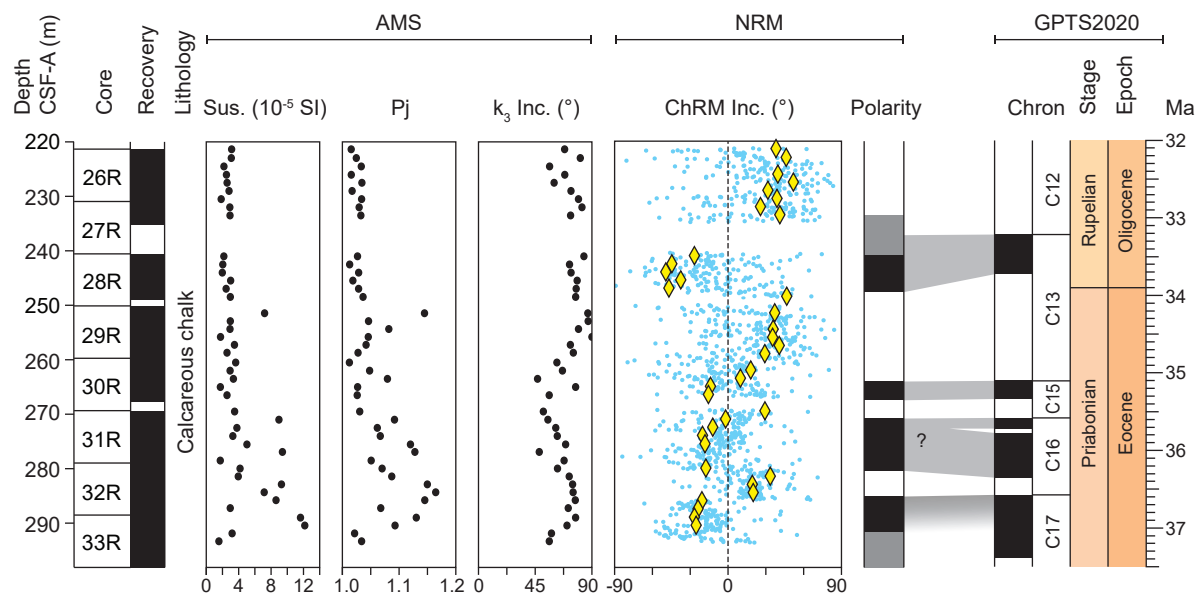 AMS NRM GPTS2020
Depth
CSF-A (m)
Core
Recovery
Lithology
Sus. (10-5 SI)
Pj
k3 Inc. (°)
ChRM Inc. (°)
Polarity
Chron
Stage
Epoch
Ma
220
230
240
250
260
270
280
290
26R
27R
28R
29R
30R
31R
32R
33R
Calcareous chalk
0 4 8 12
1.0 1.1 1.2
0 45 90
-90 0 90
?
C12
C13
C15
C16
C17
Rupelian
Priabonian
Oligocene
Eocene
32
33
34
35
36
37